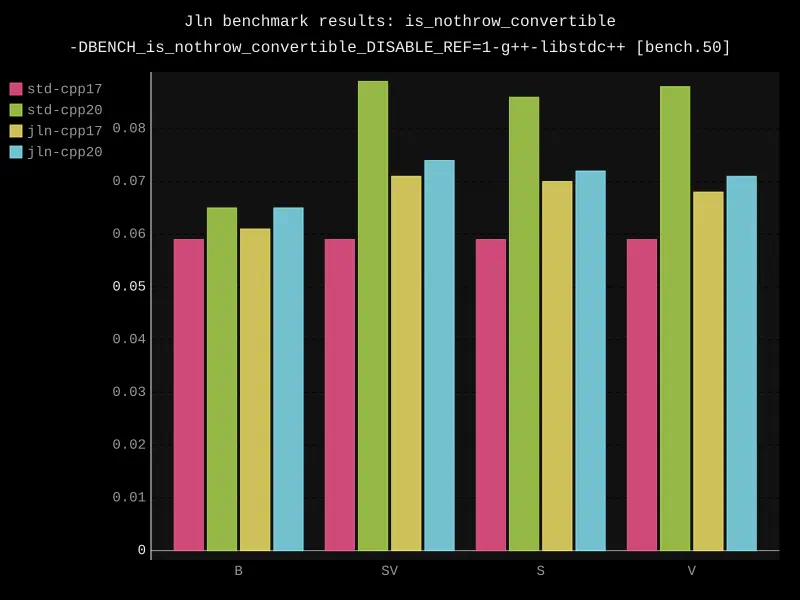 Jln benchmark results: is_nothrow_convertible
-DBENCH_is_nothrow_convertible_DISABLE_REF=1-g++-libstdc++ [bench.50]
std-cpp17
std-cpp20
jln-cpp17
jln-cpp20
0.08
0.07
0.06
0.05
0.04
0.03
0.02
0.01
0
B SV S V